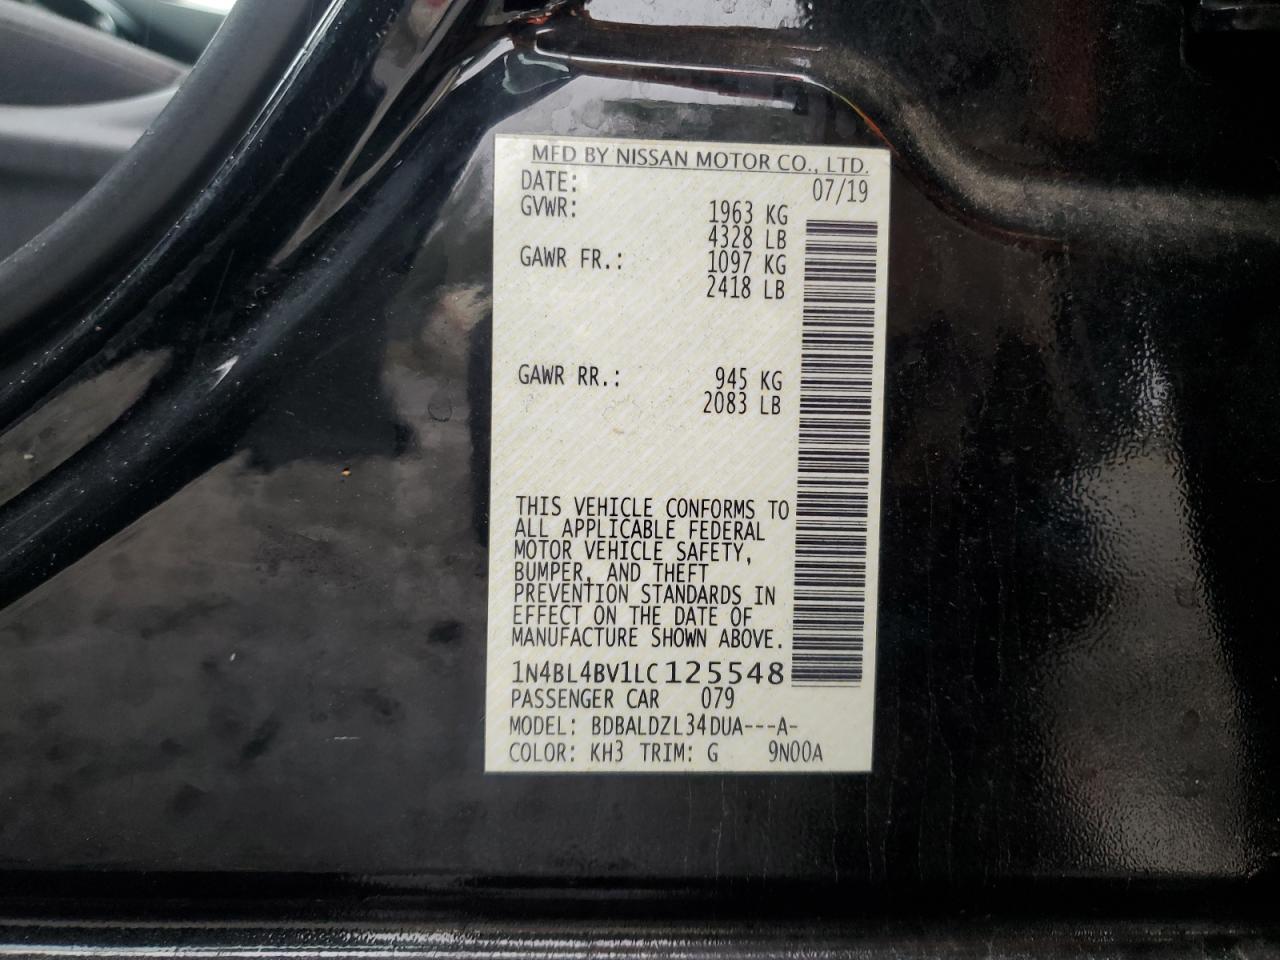 MFD BY NISSAN MOTOR CO., LTD.
DATE: 07/19
GVWR: 1963 KG
4328 LB
GAWR FR.: 1097 KG
2418 LB
GAWR RR.: 945 KG
2083 LB
THIS VEHICLE CONFORMS TO
ALL APPLICABLE FEDERAL
MOTOR VEHICLE SAFETY,
BUMPER, AND THEFT
PREVENTION STANDARDS IN
EFFECT ON THE DATE OF
MANUFACTURE SHOWN ABOVE.
1N4BL4BV1LC125548
PASSENGER CAR 079
MODEL: BDBALDZL34DUA---A-
COLOR: KH3 TRIM: G 9N00A